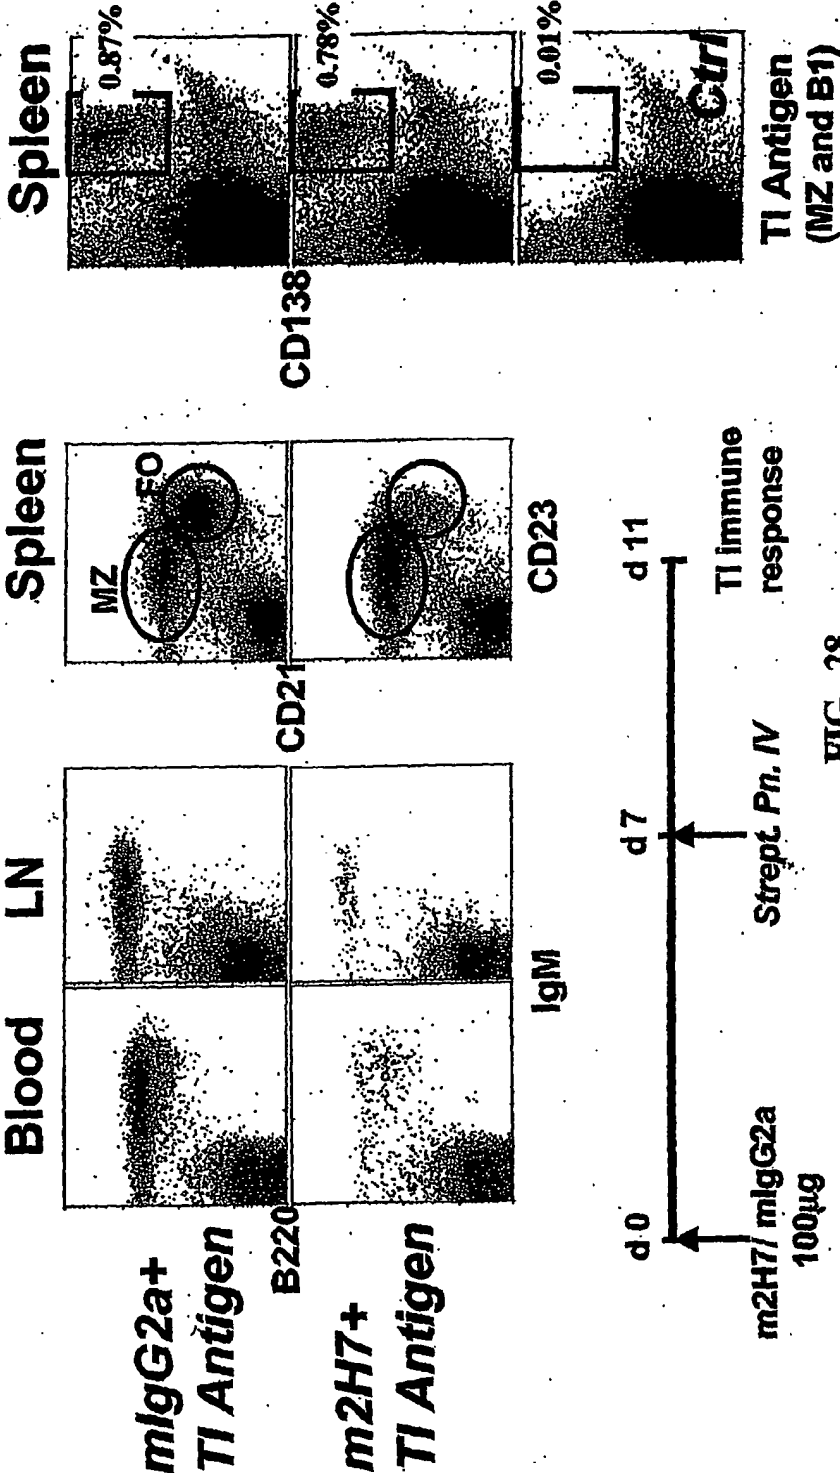 Blood
LN
Spleen
Spleen
mIgG2a+
TI Antigen
m2H7+
TI Antigen
B220
IgM
CD21
CD23
MZ
FO
CD138
0.87%
0.78%
0.01%
Ctrl
TI Antigen
(MZ and B1)
d 0
d 7
d 11
m2H7/ mIgG2a
100µg
Strept. Pn. IV
TI immune
response
FIG. 28